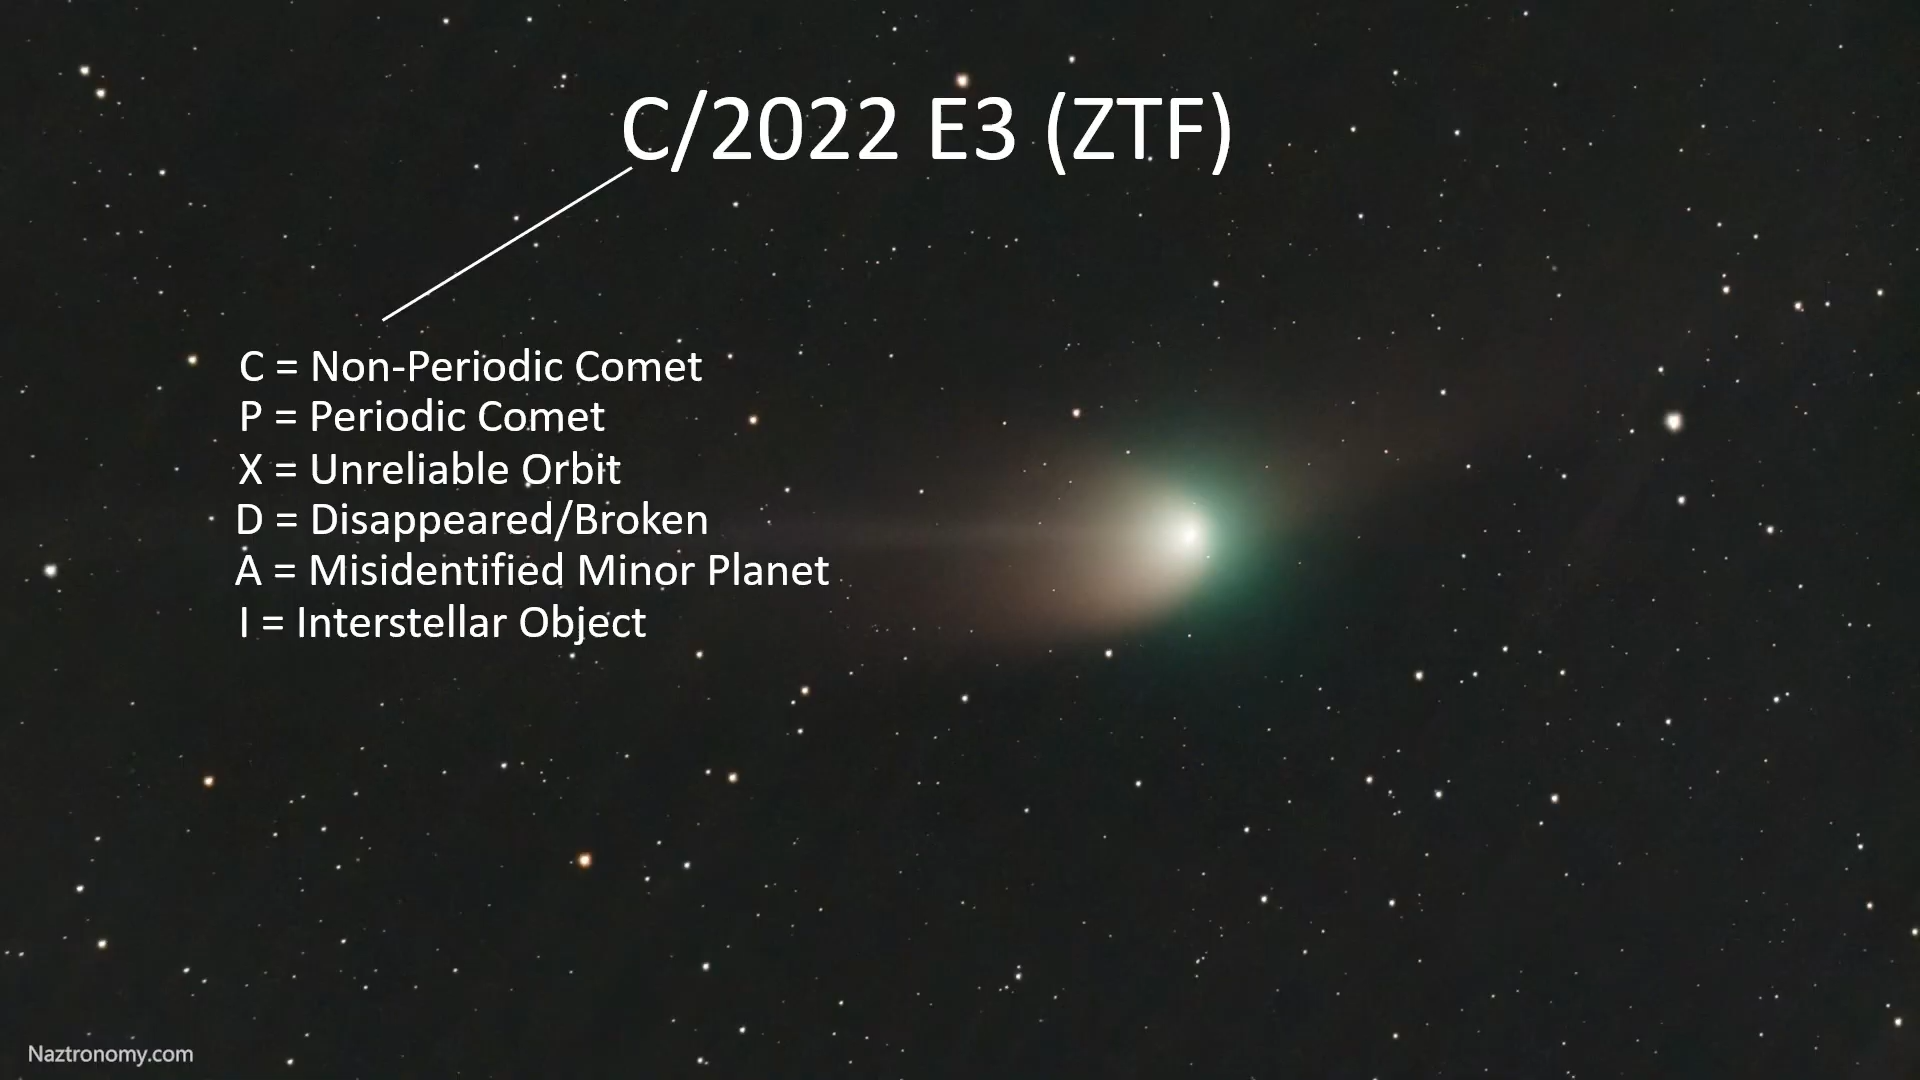 C/2022 E3 (ZTF)
C = Non-Periodic Comet
P = Periodic Comet
X = Unreliable Orbit
D = Disappeared/Broken
A = Misidentified Minor Planet
I = Interstellar Object
Naztronomy.com